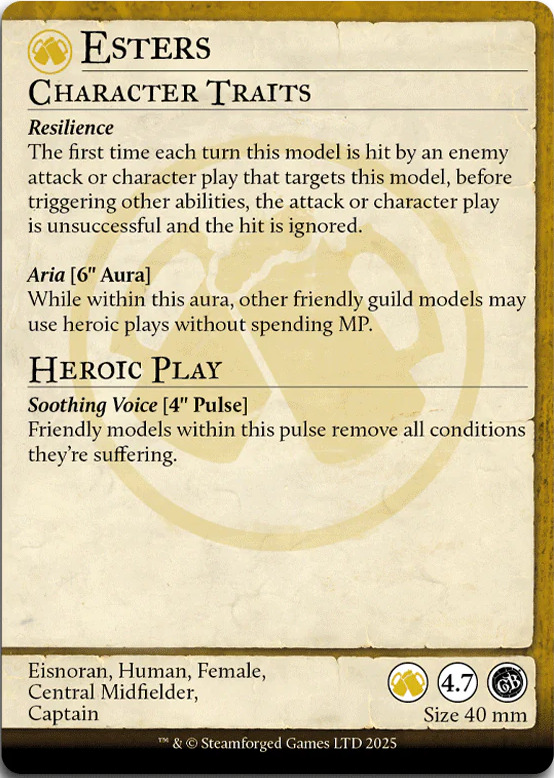 Esters
Character Traits
Resilience
The first time each turn this model is hit by an enemy
attack or character play that targets this model, before
triggering other abilities, the attack or character play
is unsuccessful and the hit is ignored.
Aria [6" Aura]
While within this aura, other friendly guild models may
use heroic plays without spending MP.
Heroic Play
Soothing Voice [4" Pulse]
Friendly models within this pulse remove all conditions
they're suffering.
Eisnoran, Human, Female,
Central Midfielder,
Captain
4.7
GB
Size 40 mm
™ & © Steamforged Games LTD 2025